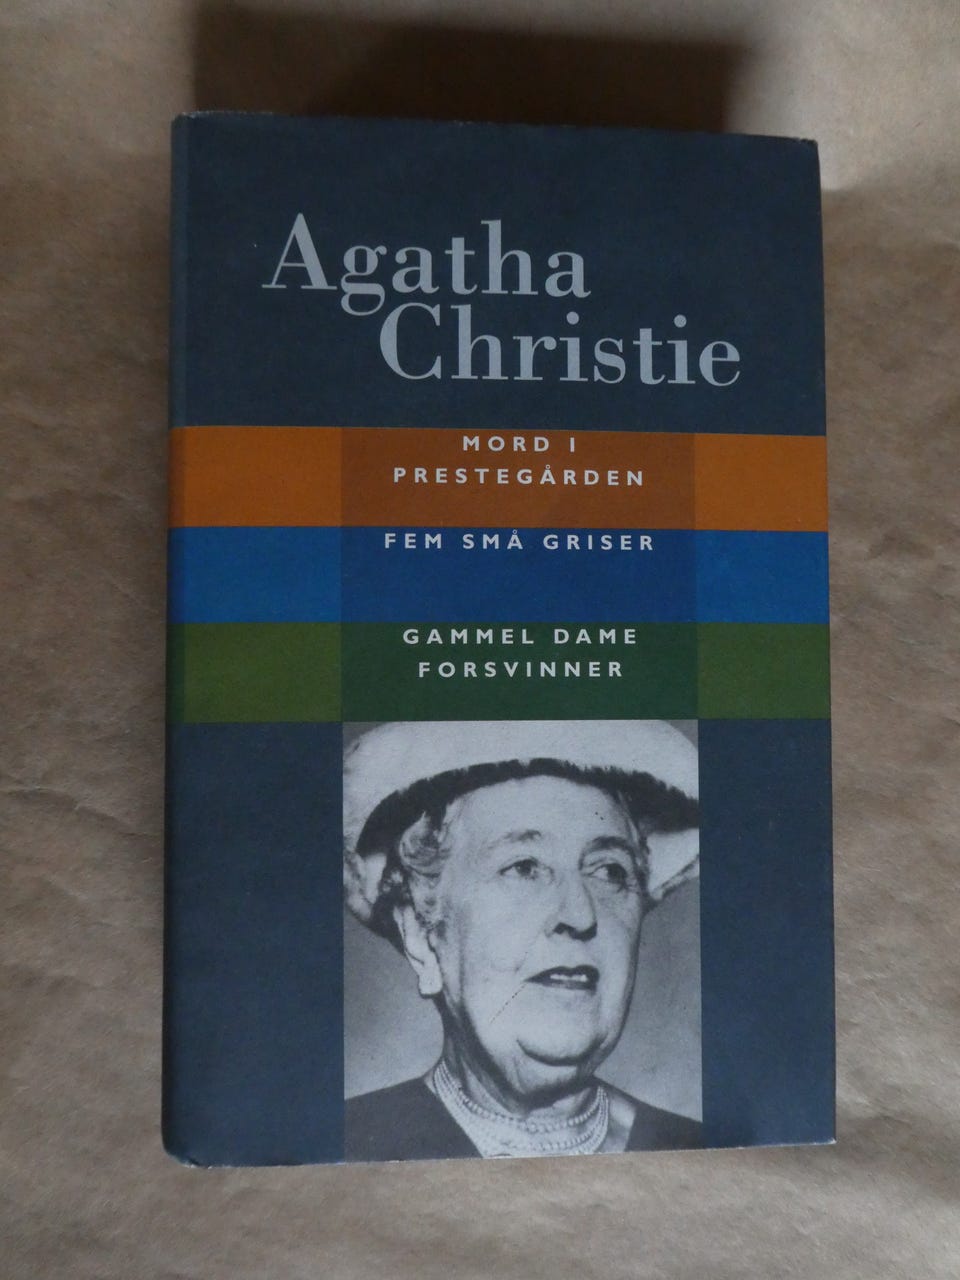 Agatha
Christie
MORD I
PRESTEGÅRDEN
FEM SMÅ GRISER
GAMMEL DAME
FORSVINNER